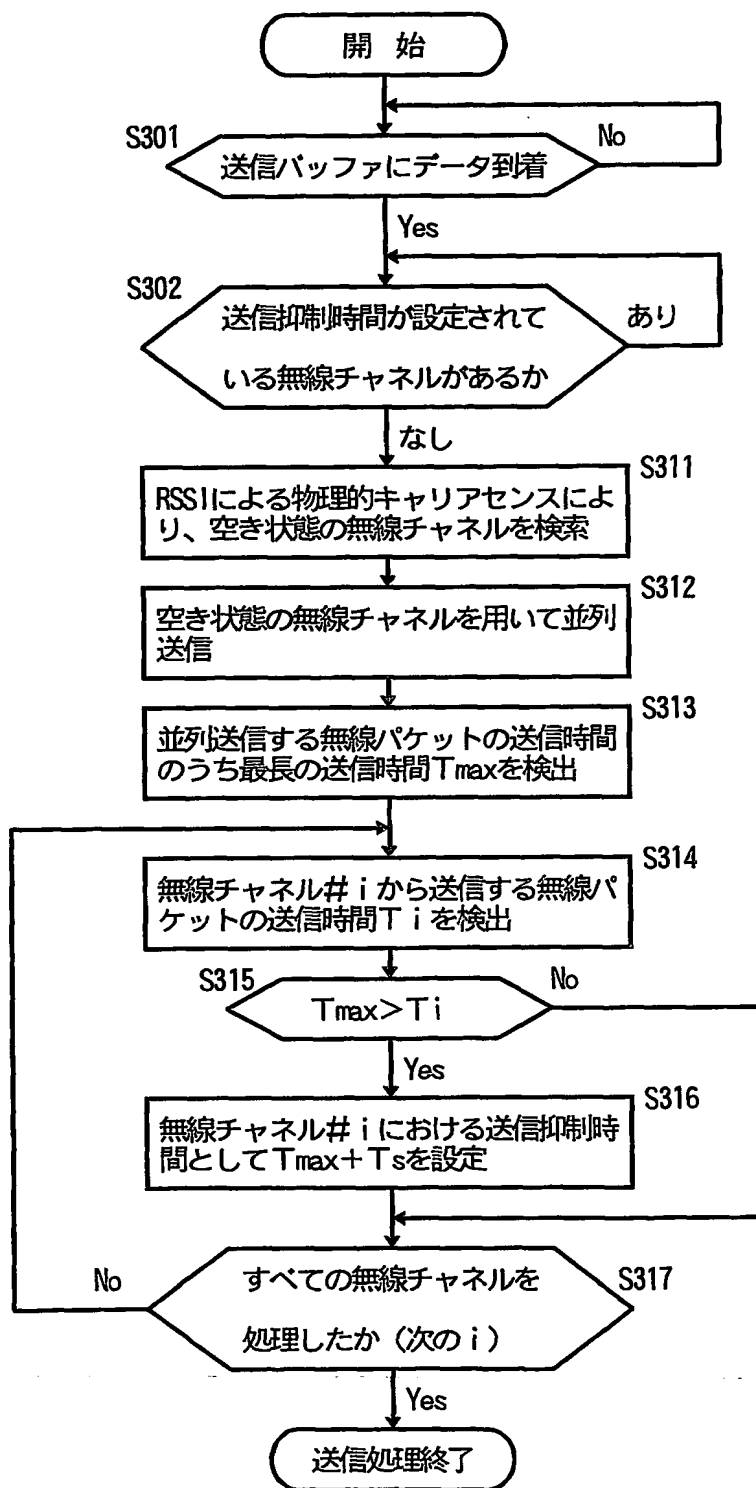 開 始
S301
送信バッファにデータ到着
No
Yes
S302
送信抑制時間が設定されて
いる無線チャネルがあるか
あり
なし
S311
RSSIによる物理的キャリアセンスによ
り、空き状態の無線チャネルを検索
S312
空き状態の無線チャネルを用いて並列
送信
S313
並列送信する無線パケットの送信時間
のうち最長の送信時間Tmaxを検出
S314
無線チャネル#iから送信する無線パ
ケットの送信時間Tiを検出
S315
Tmax>Ti
No
Yes
S316
無線チャネル#iにおける送信抑制時
間としてTmax+Tsを設定
No
すべての無線チャネルを
処理したか(次のi)
S317
Yes
送信処理終了